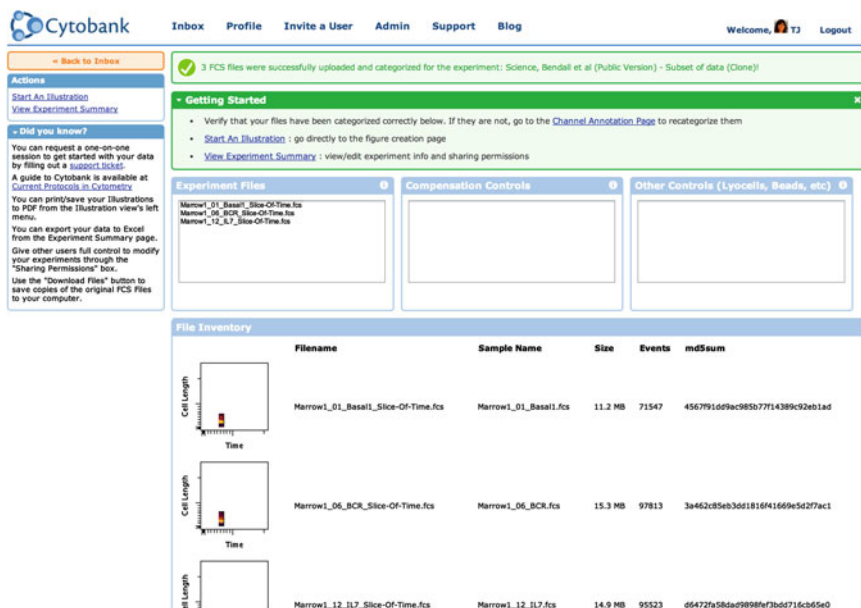 Cytobank
Inbox Profile Invite a User Admin Support Blog
Welcome, TJ Logout
« Back to Inbox
Actions
Start An Illustration
View Experiment Summary
Did you know?
You can request a one-on-one
session to get started with your data
by filling out a support ticket.
A guide to Cytobank is available at
Current Protocols in Cytometry
You can print/save your Illustrations
to PDF from the Illustration view's left
menu.
You can export your data to Excel
from the Experiment Summary page.
Give other users full control to modify
your experiments through the
"Sharing Permissions" box.
Use the "Download Files" button to
save copies of the original FCS Files
to your computer.
3 FCS files were successfully uploaded and categorized for the experiment: Science, Bendall et al (Public Version) - Subset of data (Clone)!
Getting Started
x
• Verify that your files have been categorized correctly below. If they are not, go to the Channel Annotation Page to recategorize them
• Start An Illustration : go directly to the figure creation page
• View Experiment Summary : view/edit experiment info and sharing permissions
Experiment Files
Marrow1_01_Basal1_Slice-Of-Time.fcs
Marrow1_06_BCR_Slice-Of-Time.fcs
Marrow1_12_IL7_Slice-Of-Time.fcs
Compensation Controls
Other Controls (Lyocells, Beads, etc)
File Inventory
Filename Sample Name Size Events md5sum
Cell Length
Time
Marrow1_01_Basal1_Slice-Of-Time.fcs Marrow1_01_Basal1.fcs 11.2 MB 71547 4567f91dd9ac985b77f14389c92eb1ad
Cell Length
Time
Marrow1_06_BCR_Slice-Of-Time.fcs Marrow1_06_BCR.fcs 15.3 MB 97813 3a462c85eb3dd1816f41669e5d2f7ac1
Cell Length
Marrow1_12_IL7_Slice-Of-Time.fcs Marrow1_12_IL7.fcs 14.9 MB 95523 d6472fa58dad9898fef3bdd716cb65e0